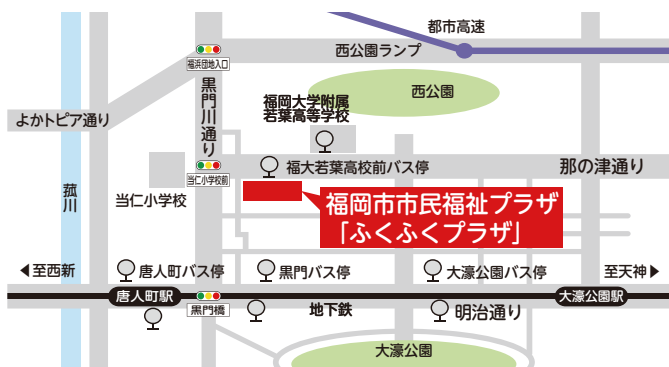 都市高速
西公園ランプ
福浜団地入口
西公園
黒門川通り
福岡大学附属
若葉高等学校
よかトピア通り
福大若葉高校前バス停
那の津通り
当仁小学校前
菰川
当仁小学校
福岡市市民福祉プラザ
「ふくふくプラザ」
至西新
唐人町バス停
黒門バス停
大濠公園バス停
至天神
唐人町駅
大濠公園駅
黒門橋
地下鉄
明治通り
大濠公園